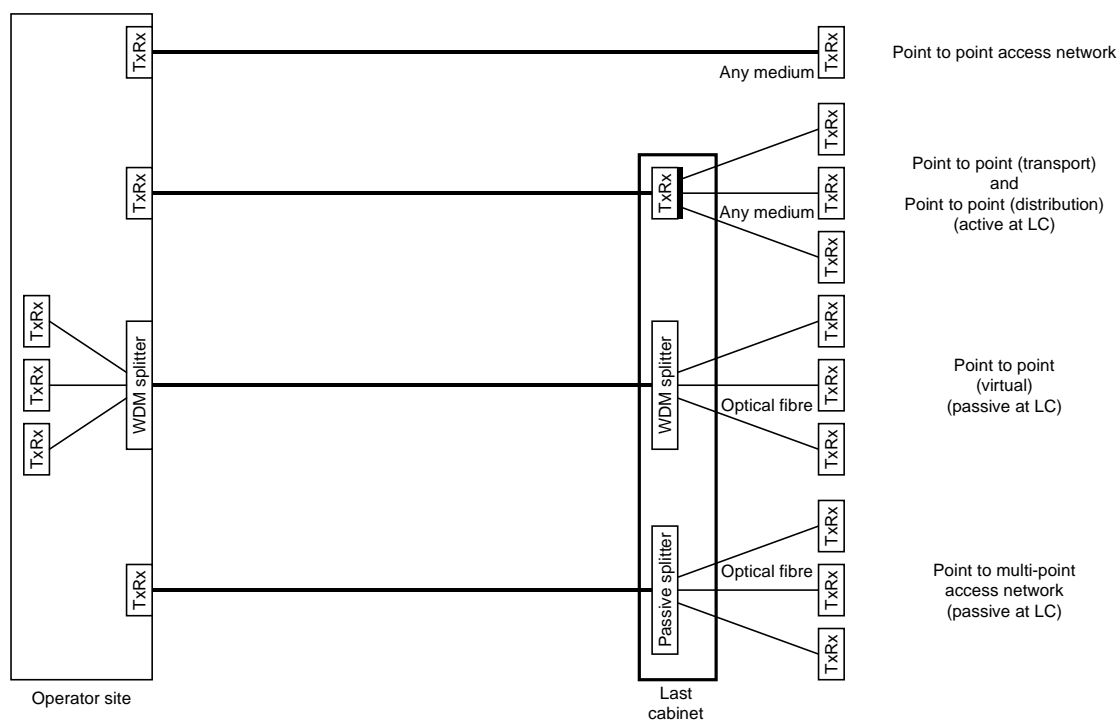 TxRx
TxRx
Any medium
Point to point access network
TxRx
TxRx
TxRx
TxRx
TxRx
Any medium
Point to point (transport)
and
Point to point (distribution)
(active at LC)
TxRx
TxRx
TxRx
WDM splitter
WDM splitter
TxRx
TxRx
TxRx
Optical fibre
Point to point
(virtual)
(passive at LC)
TxRx
Passive splitter
TxRx
TxRx
TxRx
Optical fibre
Point to multi-point
access network
(passive at LC)
Operator site
Last
cabinet